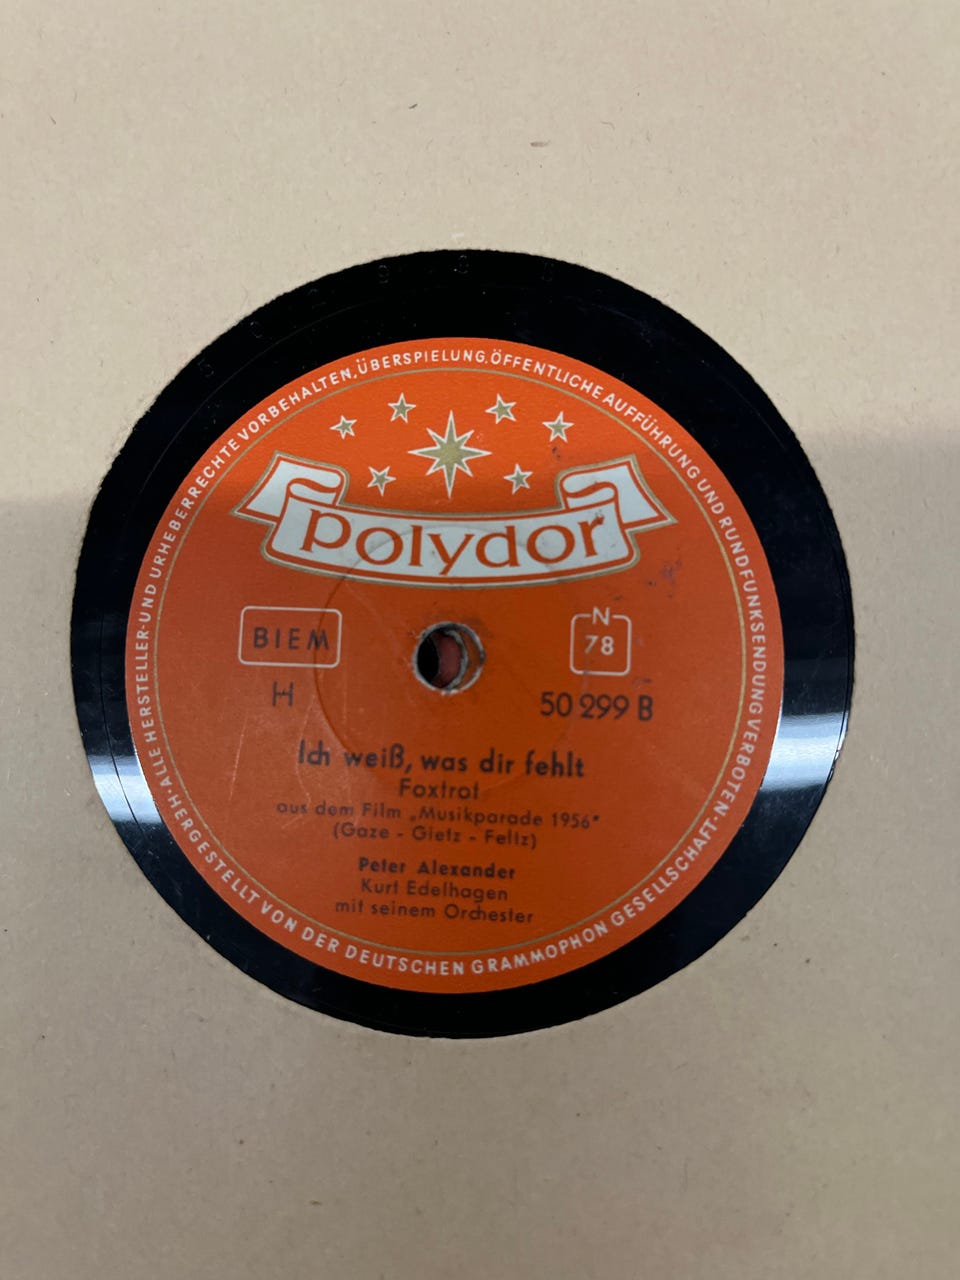 ALLE HERSTELLER-UND URHEBERRECHTE VORBEHALTEN, ÜBERSPIELUNG, ÖFFENTLICHE AUFFÜHRUNG UND RUNDFUNKSENDUNG VERBOTEN·
polydor
BIEM
N
78
H
50 299 B
Ich weiß, was dir fehlt
Foxtrot
aus dem Film „Musikparade 1956"
(Gaze - Gietz - Feltz)
Peter Alexander
Kurt Edelhagen
mit seinem Orchester
HERGESTELLT VON DER DEUTSCHEN GRAMMOPHON GESELLSCHAFT·